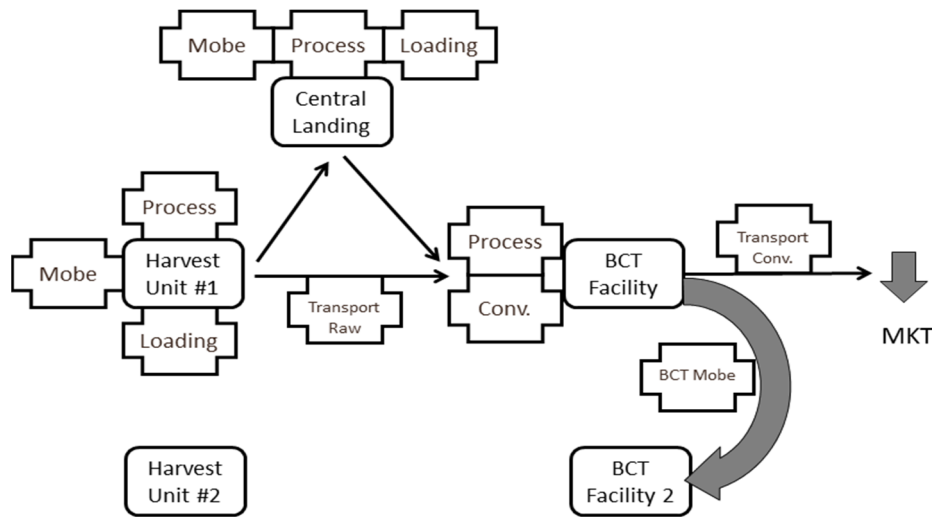 Mobe
Process
Loading
Central
Landing
Process
Mobe
Harvest
Unit #1
Loading
Transport
Raw
Process
Conv.
BCT
Facility
Transport
Conv.
MKT
BCT Mobe
Harvest
Unit #2
BCT
Facility 2